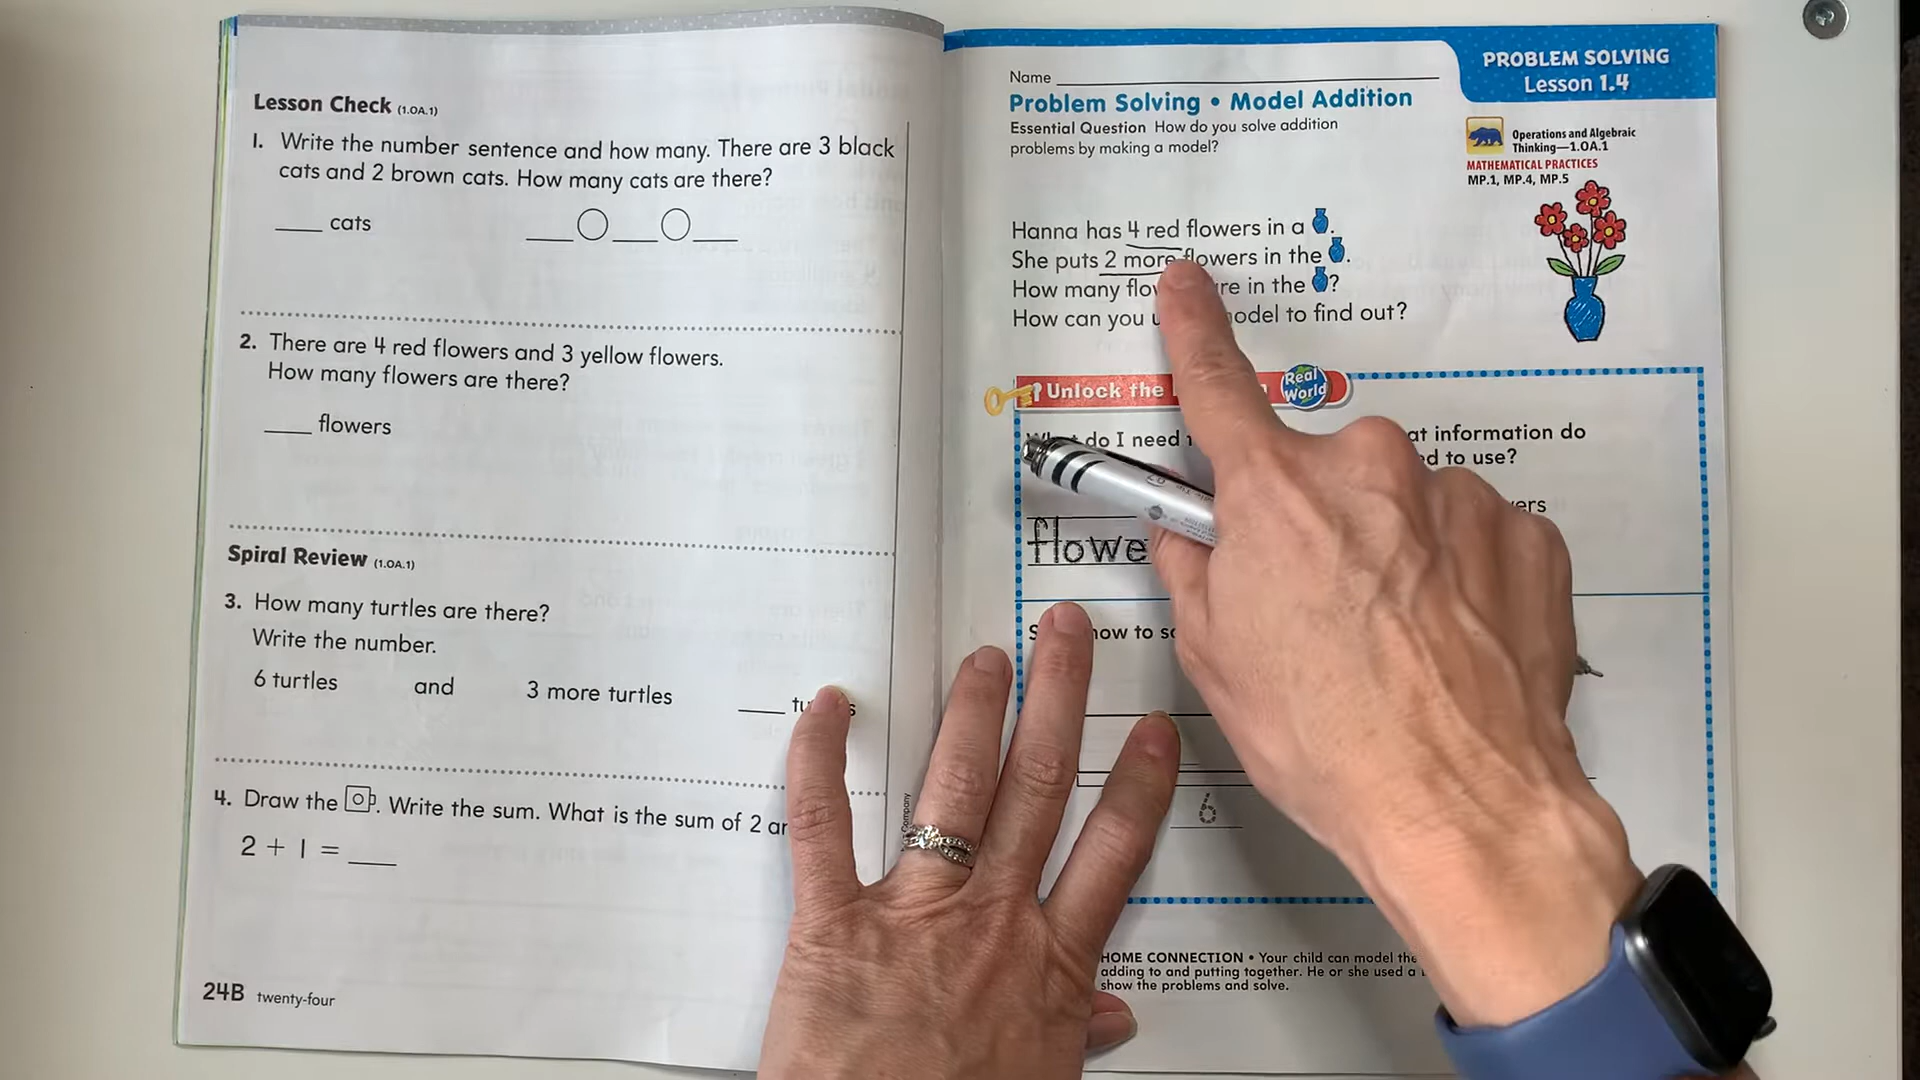 Lesson Check (1.OA.1)
1. Write the number sentence and how many. There are 3 black
cats and 2 brown cats. How many cats are there?
____ cats
2. There are 4 red flowers and 3 yellow flowers.
How many flowers are there?
____ flowers
Spiral Review (1.OA.1)
3. How many turtles are there?
Write the number.
6 turtles and 3 more turtles ____
4. Draw the . Write the sum. What is the sum of 2
2 + 1 = ____
24B twenty-four
PROBLEM SOLVING
Lesson 1.4
Name
Problem Solving • Model Addition
Essential Question How do you solve addition
problems by making a model?
Operations and Algebraic
Thinking—1.OA.1
MATHEMATICAL PRACTICES
MP.1, MP.4, MP.5
Hanna has 4 red flowers in a .
She puts 2 more flowers in the .
How many in the ?
How can you to find out?
Unlock the
Real
World
do I need
information do
to use?
flowe
how to
6
HOME CONNECTION • Your child can model the
adding to and putting together. He or she used a
show the problems and solve.
Company